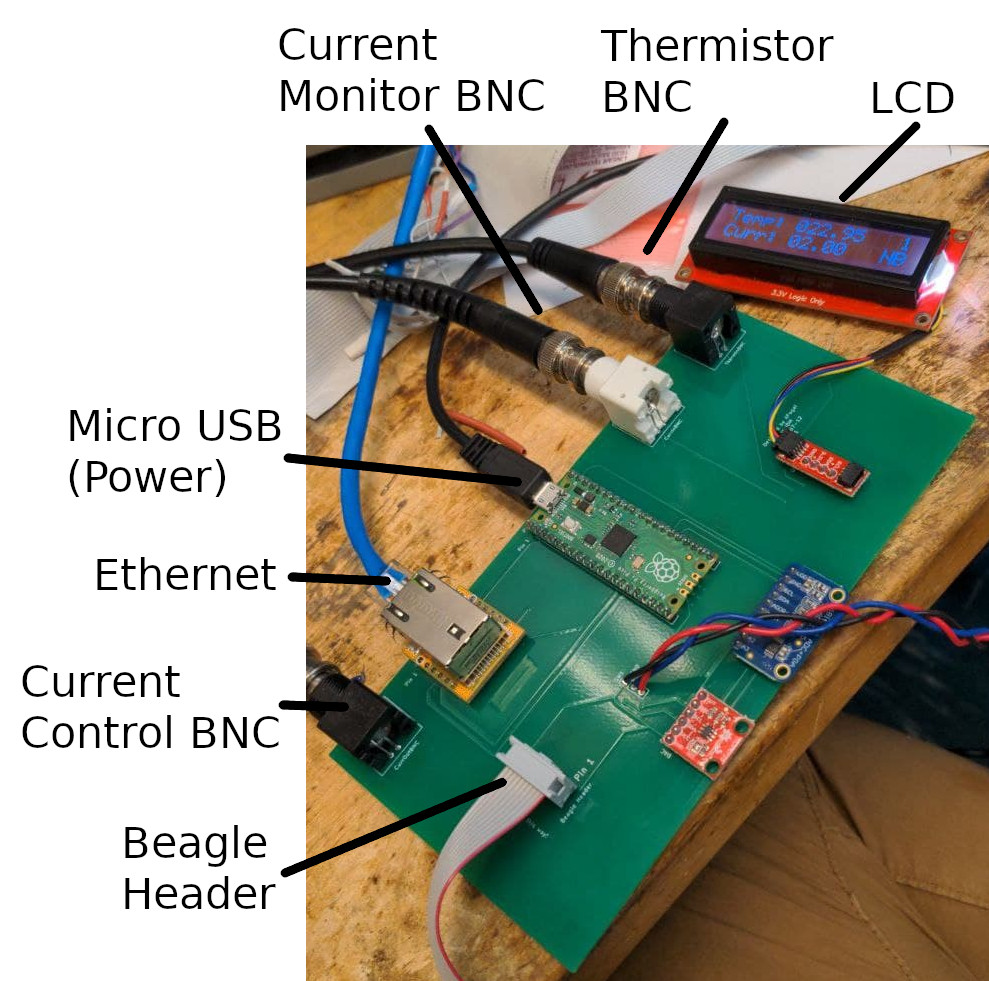 Current
Monitor BNC
Thermistor
BNC
LCD
Temp: 022.95 1
Curr: 02.00 NB
3.3V Logic Only
Micro USB
(Power)
Ethernet
Current
Control BNC
Pin 1
Beagle Header
Beagle
Header